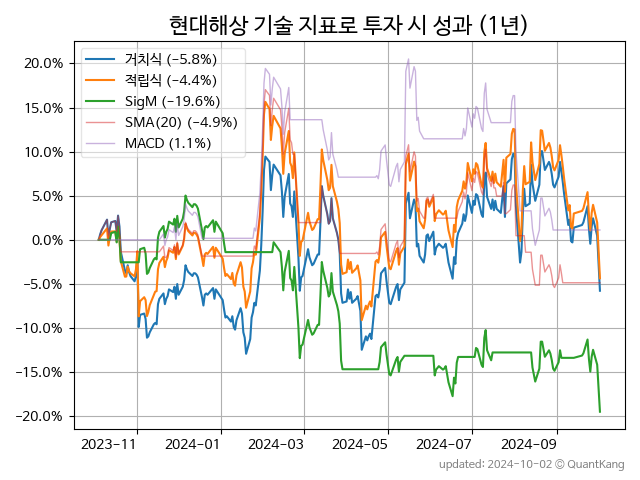 현대해상 기술 지표로 투자 시 성과 (1년)
거치식 (−5.8%)
적립식 (−4.4%)
SigM (−19.6%)
SMA(20) (−4.9%)
MACD (1.1%)
20.0%
15.0%
10.0%
5.0%
0.0%
−5.0%
−10.0%
−15.0%
−20.0%
2023-11 2024-01 2024-03 2024-05 2024-07 2024-09
updated: 2024-10-02 © QuantKang